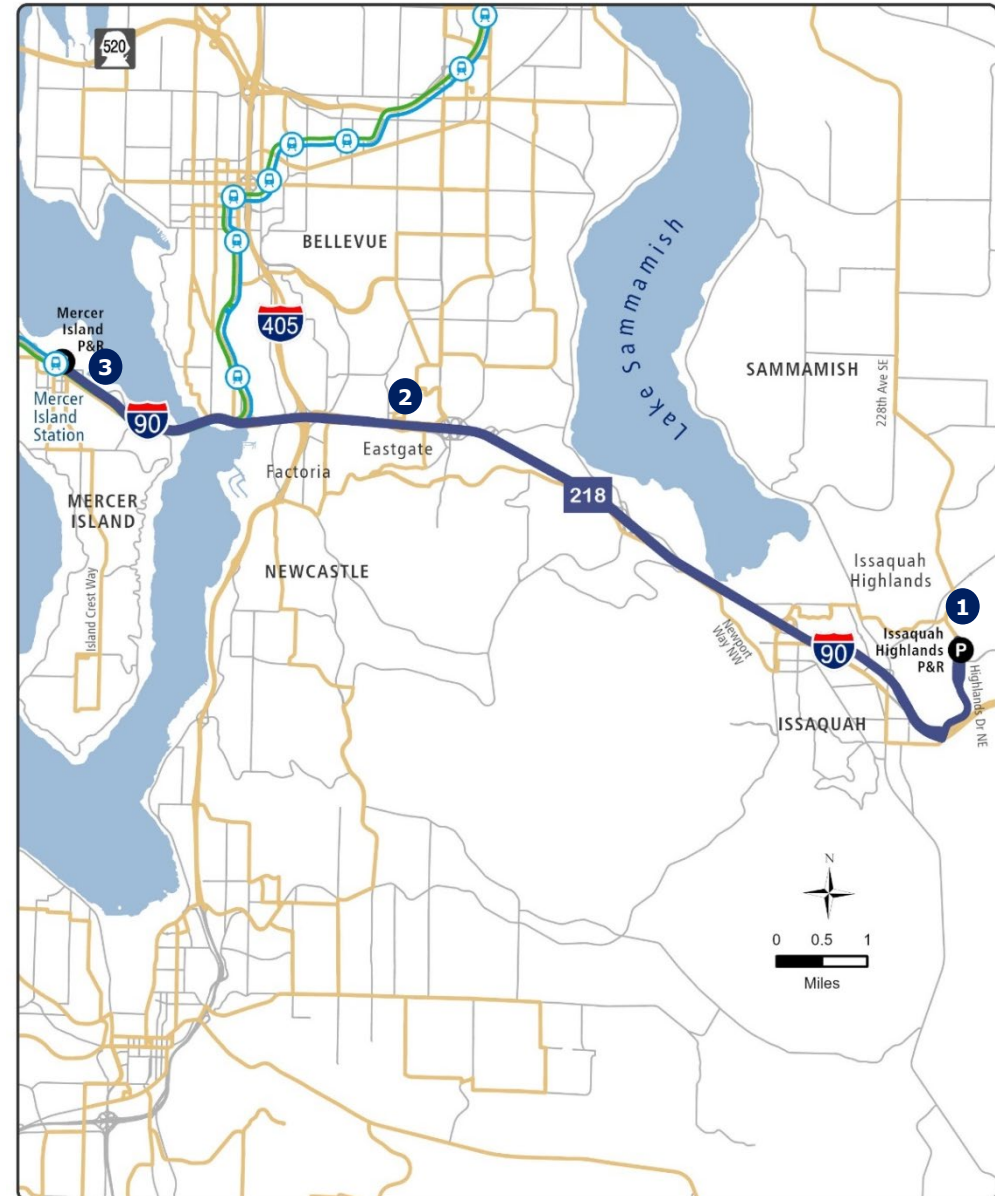 520
BELLEVUE
405
Mercer
Island
P&R
3
Mercer
Island
Station
90
2
Eastgate
Factoria
Lake Sammamish
SAMMAMISH
228th Ave SE
MERCER
ISLAND
Island Crest Way
NEWCASTLE
218
Issaquah
Highlands
1
Issaquah
Highlands
P&R
P
Newport
Way NW
90
Highlands Dr NE
ISSAQUAH
N
0 0.5 1
Miles